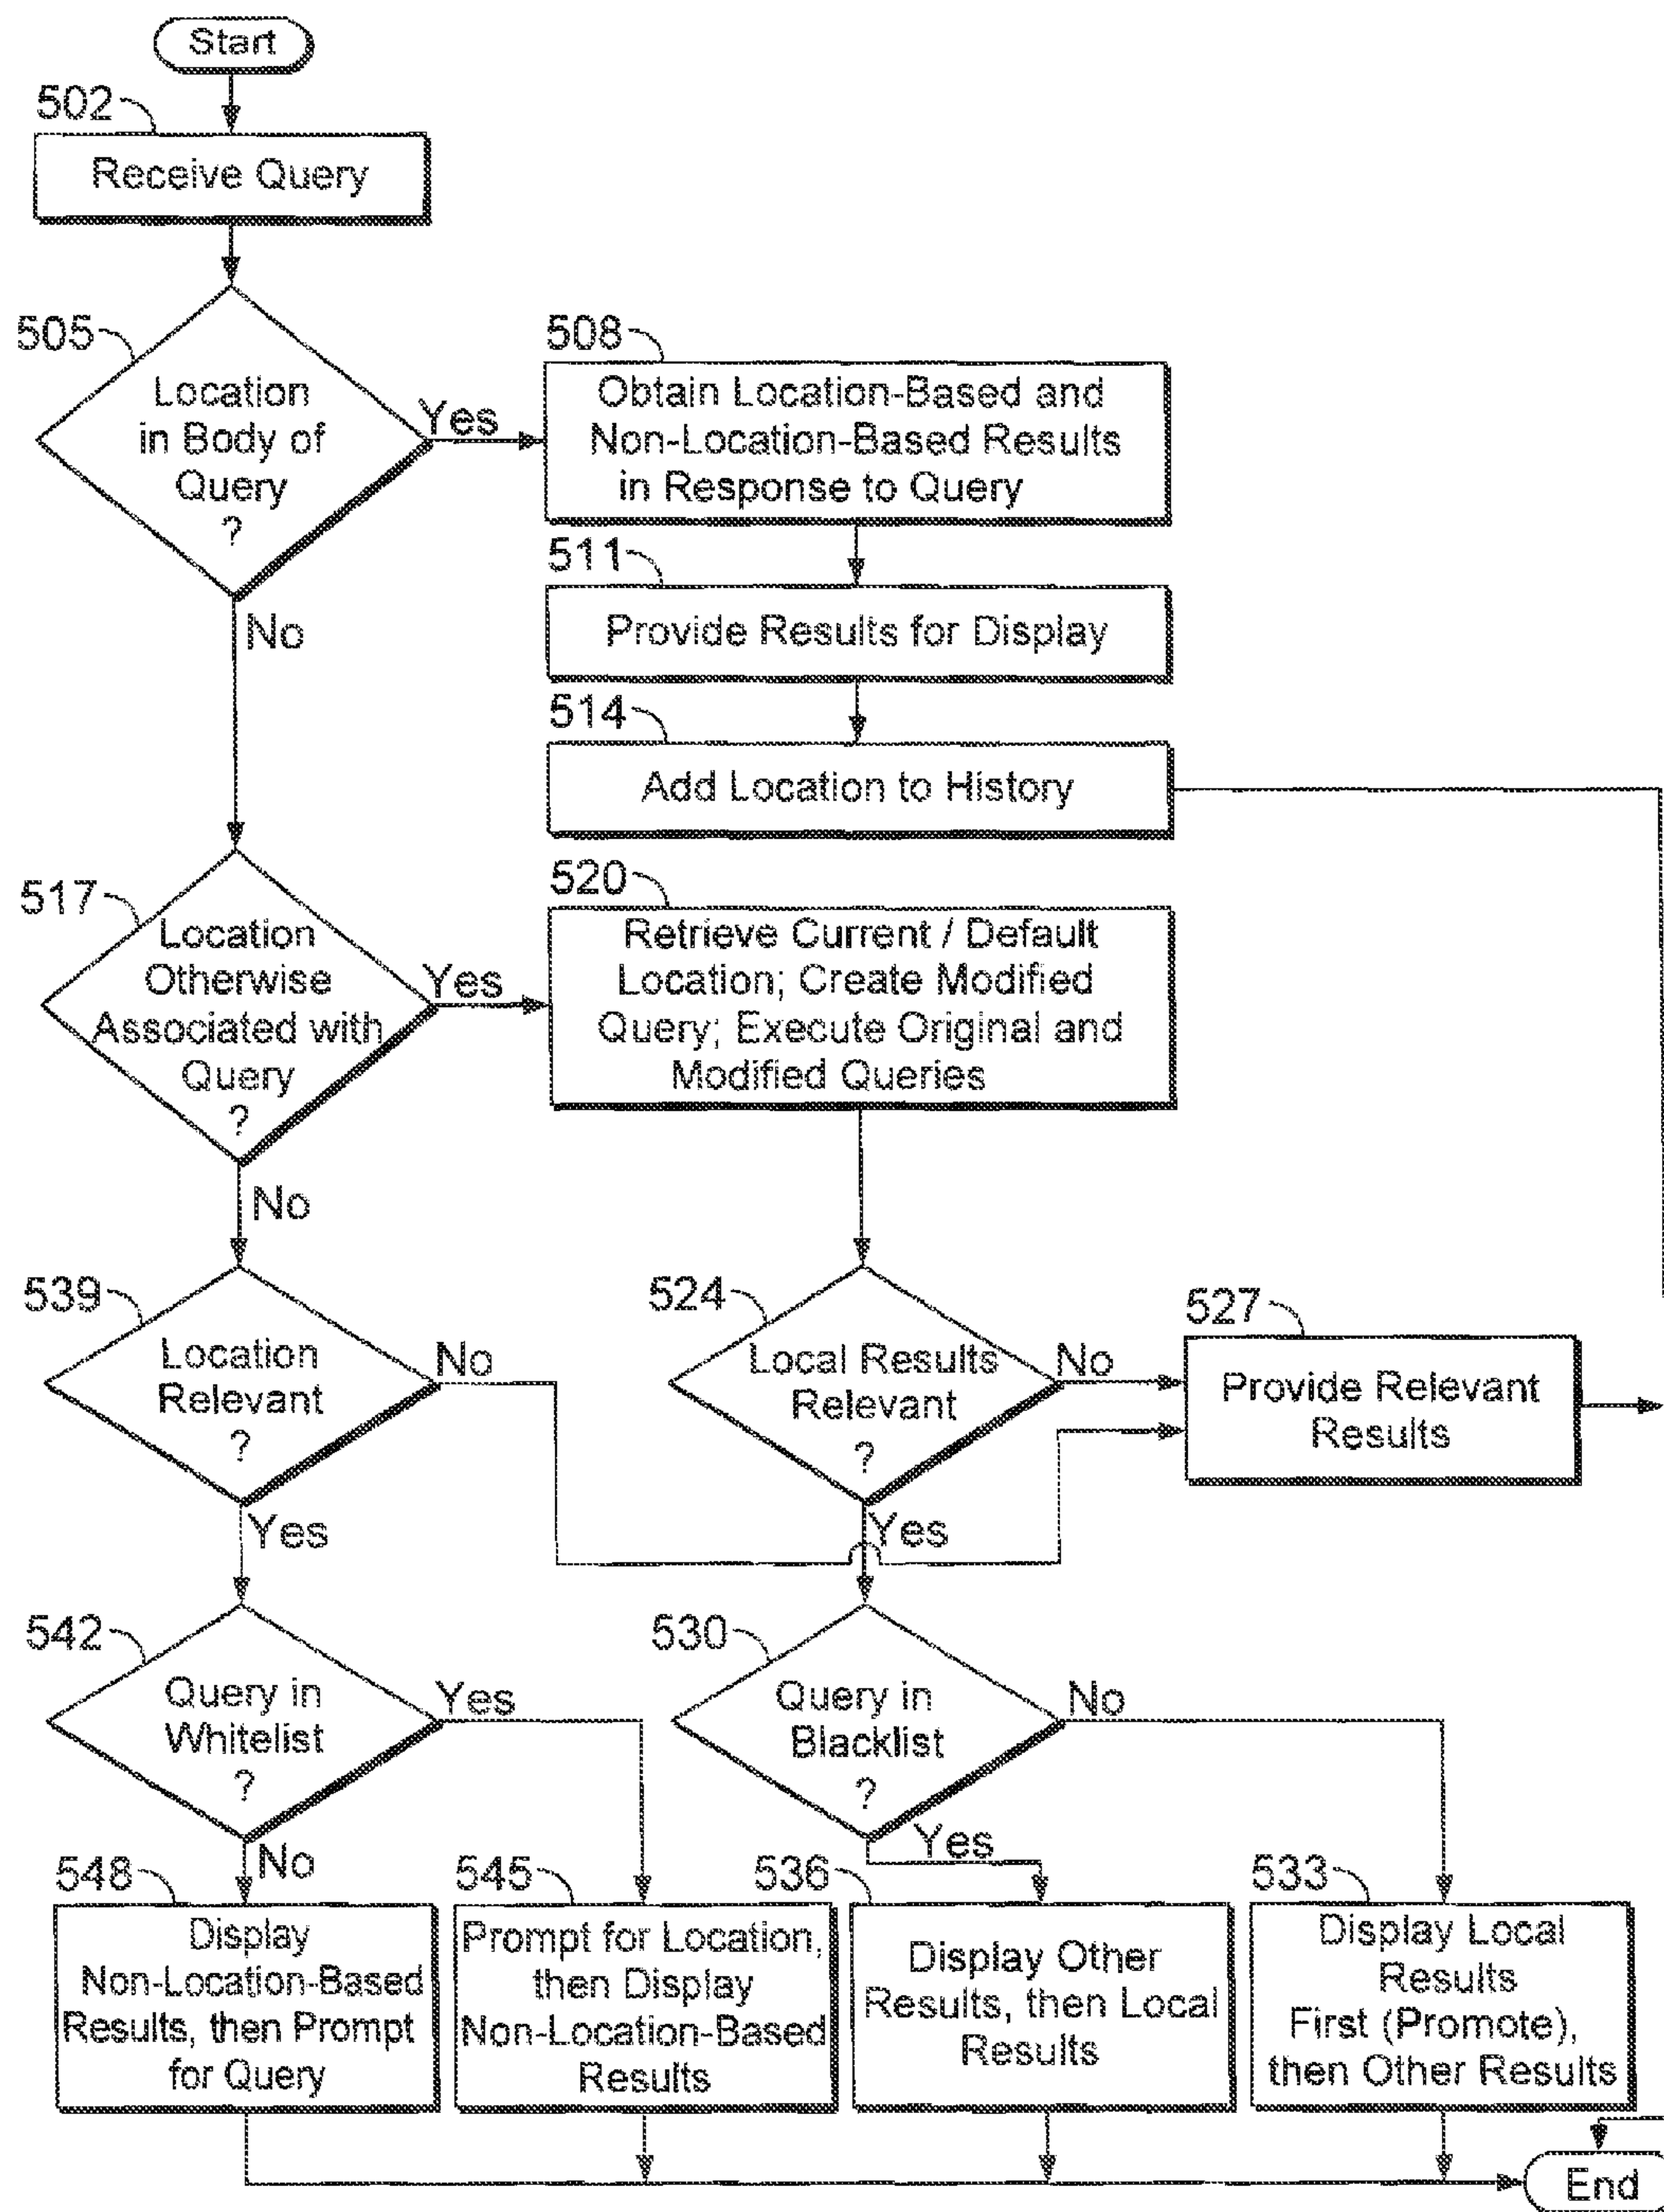 Start
502
Receive Query
505
Location
in Body of
Query
?
Yes
No
508
Obtain Location-Based and
Non-Location-Based Results
in Response to Query
511
Provide Results for Display
514
Add Location to History
517
Location
Otherwise
Associated with
Query
?
Yes
No
520
Retrieve Current / Default
Location; Create Modified
Query; Execute Original and
Modified Queries
539
Location
Relevant
?
No
Yes
524
Local Results
Relevant
?
No
Yes
527
Provide Relevant
Results
542
Query in
Whitelist
?
Yes
No
530
Query in
Blacklist
?
No
Yes
548
Display
Non-Location-Based
Results, then Prompt
for Query
545
Prompt for Location,
then Display
Non-Location-Based
Results
536
Display Other
Results, then Local
Results
533
Display Local
Results
First (Promote),
then Other Results
End